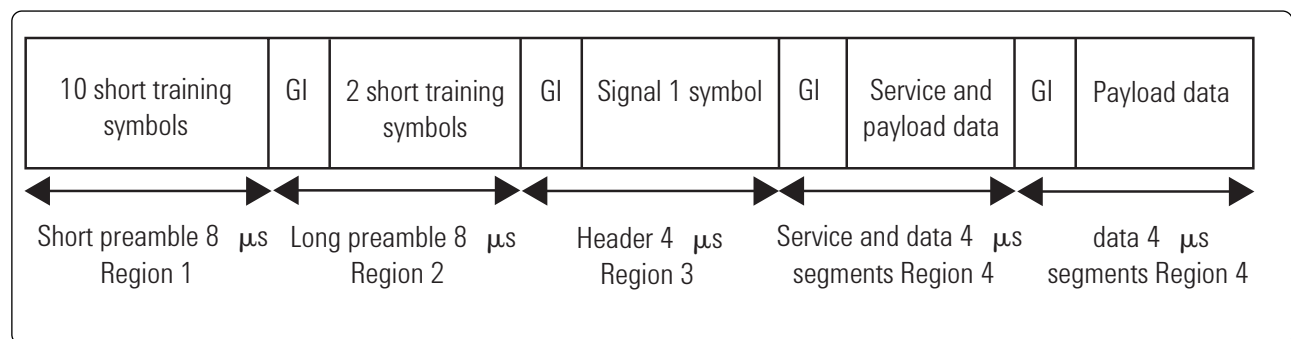 10 short training
symbols
GI
2 short training
symbols
GI
Signal 1 symbol
GI
Service and
payload data
GI
Payload data
Short preamble 8 μs
Region 1
Long preamble 8 μs
Region 2
Header 4 μs
Region 3
Service and data 4 μs
segments Region 4
data 4 μs
segments Region 4